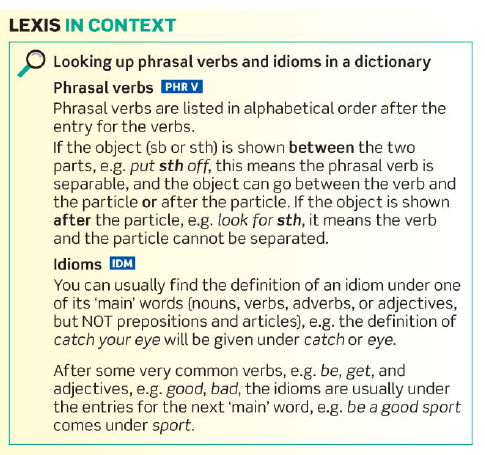 LEXIS IN CONTEXT
Looking up phrasal verbs and idioms in a dictionary
Phrasal verbs PHR V
Phrasal verbs are listed in alphabetical order after the
entry for the verbs.
If the object (sb or sth) is shown between the two
parts, e.g. put sth off, this means the phrasal verb is
separable, and the object can go between the verb and
the particle or after the particle. If the object is shown
after the particle, e.g. look for sth, it means the verb
and the particle cannot be separated.
Idioms IDM
You can usually find the definition of an idiom under one
of its ‘main’ words (nouns, verbs, adverbs, or adjectives,
but NOT prepositions and articles), e.g. the definition of
catch your eye will be given under catch or eye.
After some very common verbs, e.g. be, get, and
adjectives, e.g. good, bad, the idioms are usually under
the entries for the next ‘main’ word, e.g. be a good sport
comes under sport.